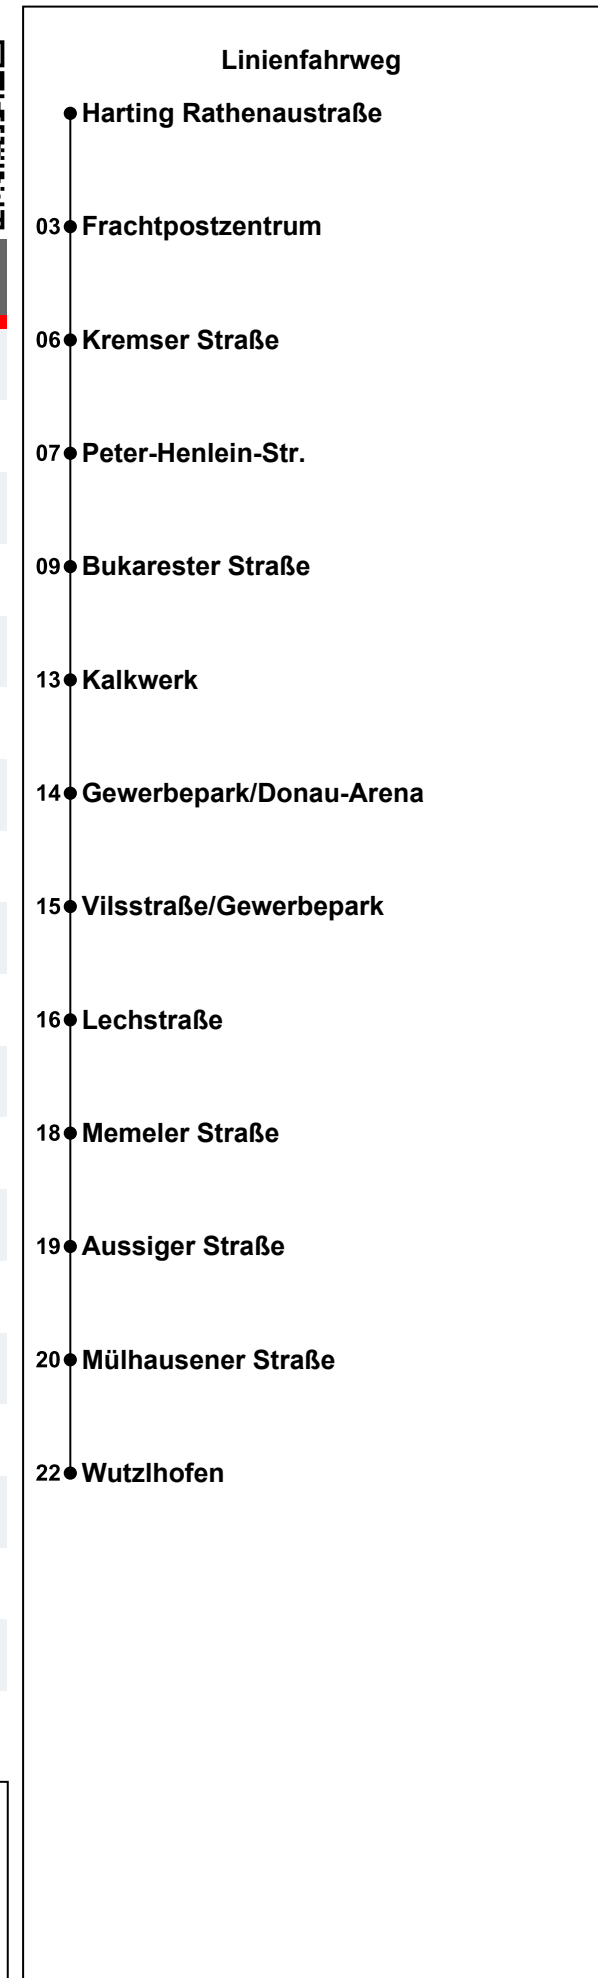 Linienfahrweg
Harting Rathenaustraße
03 Frachtpostzentrum
06 Kremser Straße
07 Peter-Henlein-Str.
09 Bukarester Straße
13 Kalkwerk
14 Gewerbepark/Donau-Arena
15 Vilsstraße/Gewerbepark
16 Lechstraße
18 Memeler Straße
19 Aussiger Straße
20 Mülhausener Straße
22 Wutzlhofen